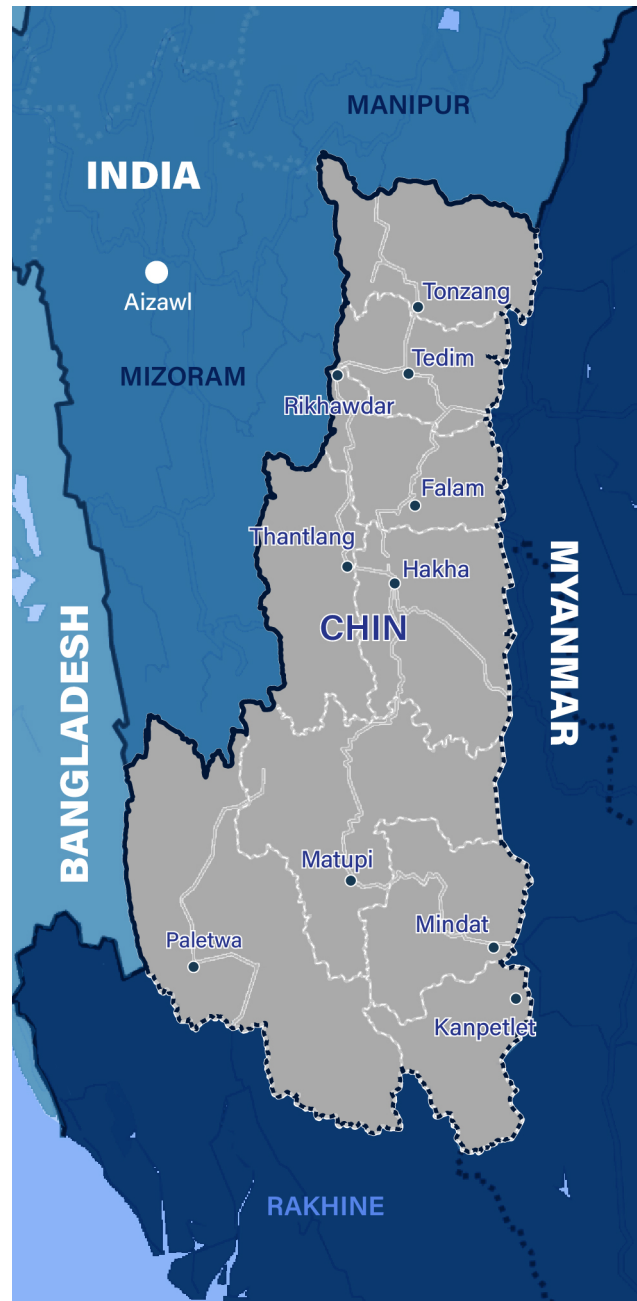 MANIPUR
INDIA
Aizawl
Tonzang
Tedim
MIZORAM
Rikhawdar
Falam
Thantlang
Hakha
CHIN
MYANMAR
BANGLADESH
Matupi
Mindat
Paletwa
Kanpetlet
RAKHINE